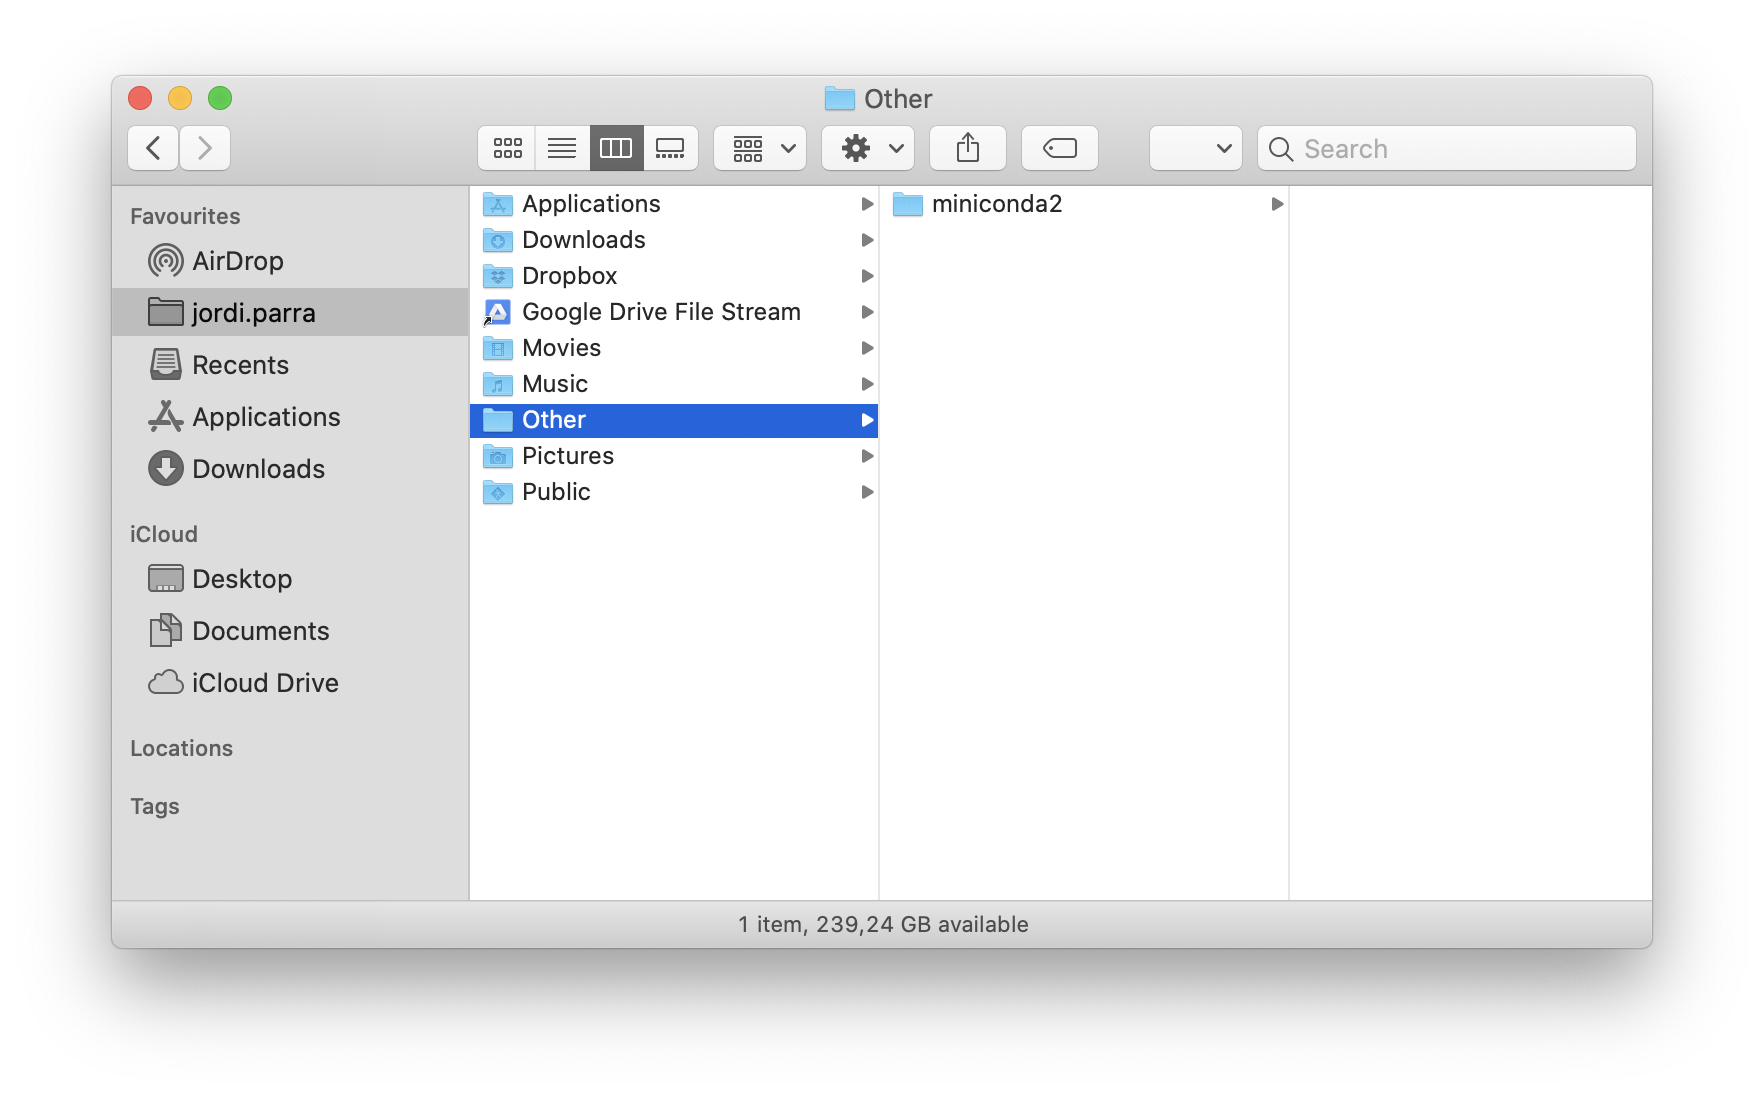 Other
Search
Favourites
AirDrop
jordi.parra
Recents
Applications
Downloads
iCloud
Desktop
Documents
iCloud Drive
Locations
Tags
Applications
Downloads
Dropbox
Google Drive File Stream
Movies
Music
Other
Pictures
Public
miniconda2
1 item, 239,24 GB available